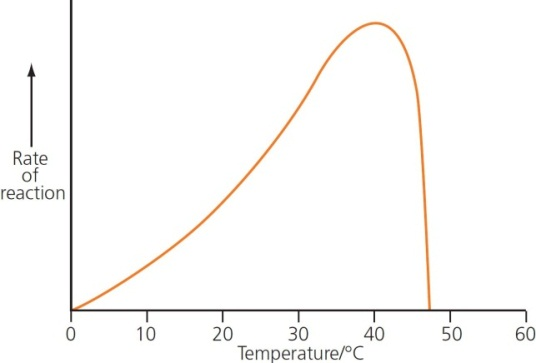 Rate
of
reaction
0 10 20 30 40 50 60
Temperature/°C